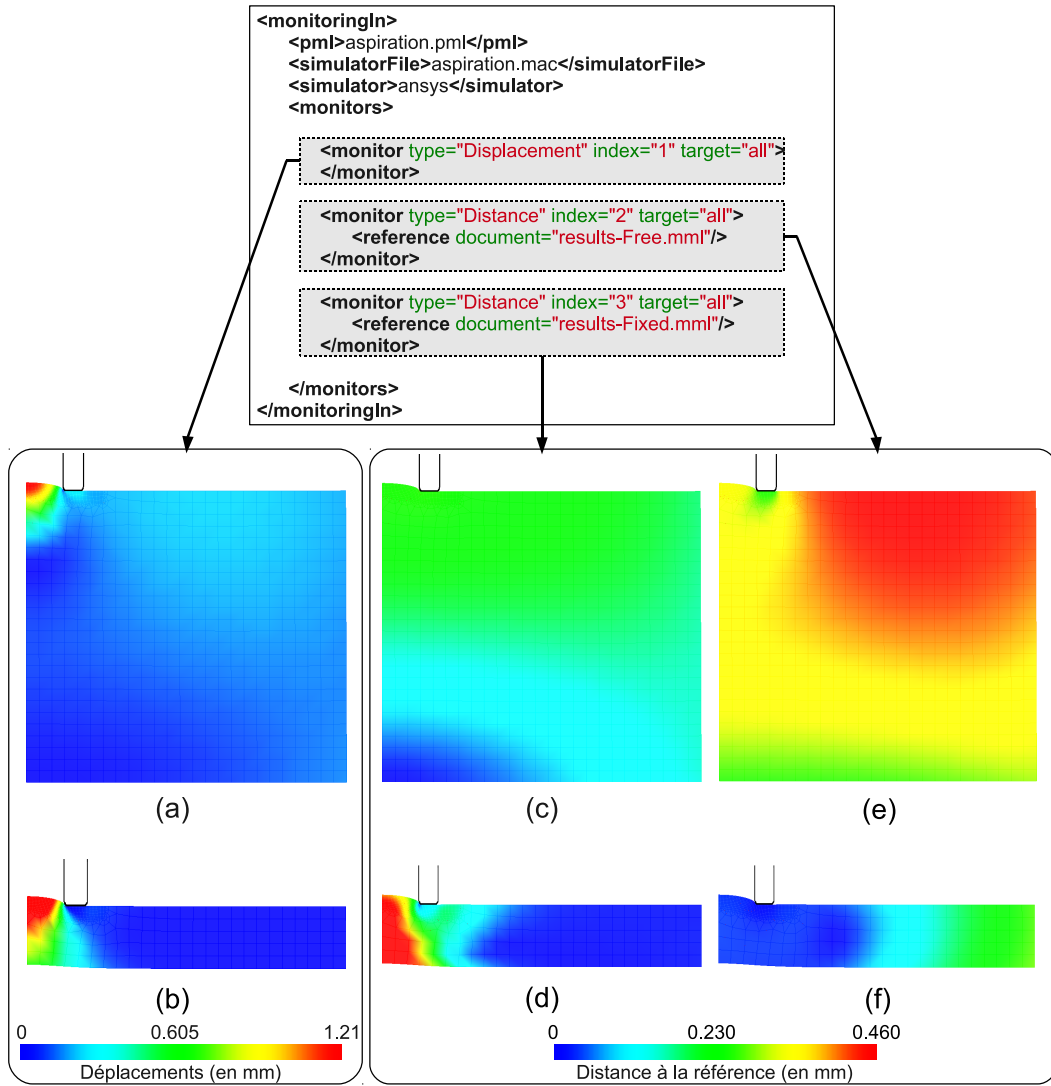 <monitoringIn>
<pml>aspiration.pml</pml>
<simulatorFile>aspiration.mac</simulatorFile>
<simulator>ansys</simulator>
<monitors>
<monitor type="Displacement" index="1" target="all">
</monitor>
<monitor type="Distance" index="2" target="all">
<reference document="results-Free.mml"/>
</monitor>
<monitor type="Distance" index="3" target="all">
<reference document="results-Fixed.mml"/>
</monitor>
</monitors>
</monitoringIn>
(a)
(c)
(e)
(b)
(d)
(f)
0 0.605 1.21
Déplacements (en mm)
0 0.230 0.460
Distance à la référence (en mm)